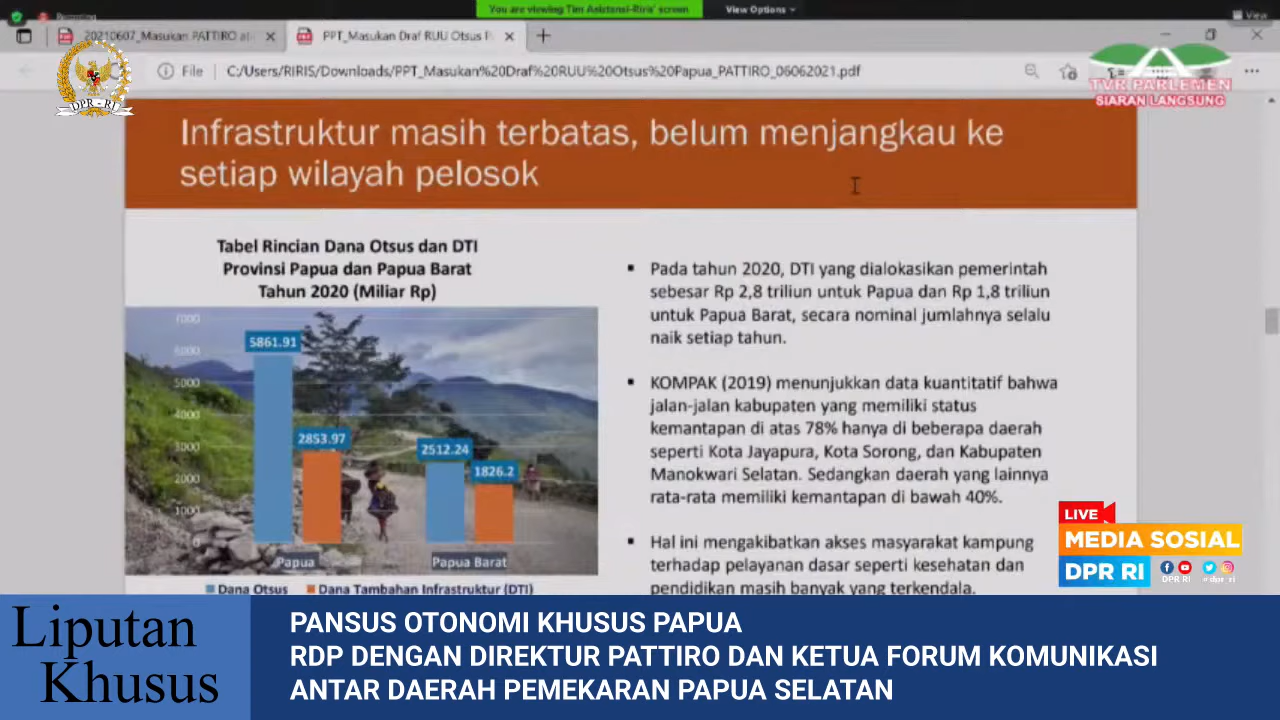 Recording
You are viewing Tim Asistensi-Riris' screen
View Options
View
20210607_Masukan PATTIRO at
PPT_Masukan Draf RUU Otsus P
File
C:/Users/RIRIS/Downloads/PPT_Masukan%20Draf%20RUU%20Otsus%20Papua_PATTIRO_06062021.pdf
DPR-RI
TVR PARLEMEN
SIARAN LANGSUNG
Infrastruktur masih terbatas, belum menjangkau ke
setiap wilayah pelosok
Tabel Rincian Dana Otsus dan DTI
Provinsi Papua dan Papua Barat
Tahun 2020 (Miliar Rp)
7000
6000
5000
4000
3000
2000
1000
0
5861.91
2853.97
2512.24
1826.2
Papua
Papua Barat
Dana Otsus
Dana Tambahan Infrastruktur (DTI)
▪ Pada tahun 2020, DTI yang dialokasikan pemerintah
sebesar Rp 2,8 triliun untuk Papua dan Rp 1,8 triliun
untuk Papua Barat, secara nominal jumlahnya selalu
naik setiap tahun.
▪ KOMPAK (2019) menunjukkan data kuantitatif bahwa
jalan-jalan kabupaten yang memiliki status
kemantapan di atas 78% hanya di beberapa daerah
seperti Kota Jayapura, Kota Sorong, dan Kabupaten
Manokwari Selatan. Sedangkan daerah yang lainnya
rata-rata memiliki kemantapan di bawah 40%.
▪ Hal ini mengakibatkan akses masyarakat kampung
terhadap pelayanan dasar seperti kesehatan dan
pendidikan masih banyak yang terkendala.
LIVE
MEDIA SOSIAL
DPR RI
DPR RI
@dpr_ri
Liputan
Khusus
PANSUS OTONOMI KHUSUS PAPUA
RDP DENGAN DIREKTUR PATTIRO DAN KETUA FORUM KOMUNIKASI
ANTAR DAERAH PEMEKARAN PAPUA SELATAN